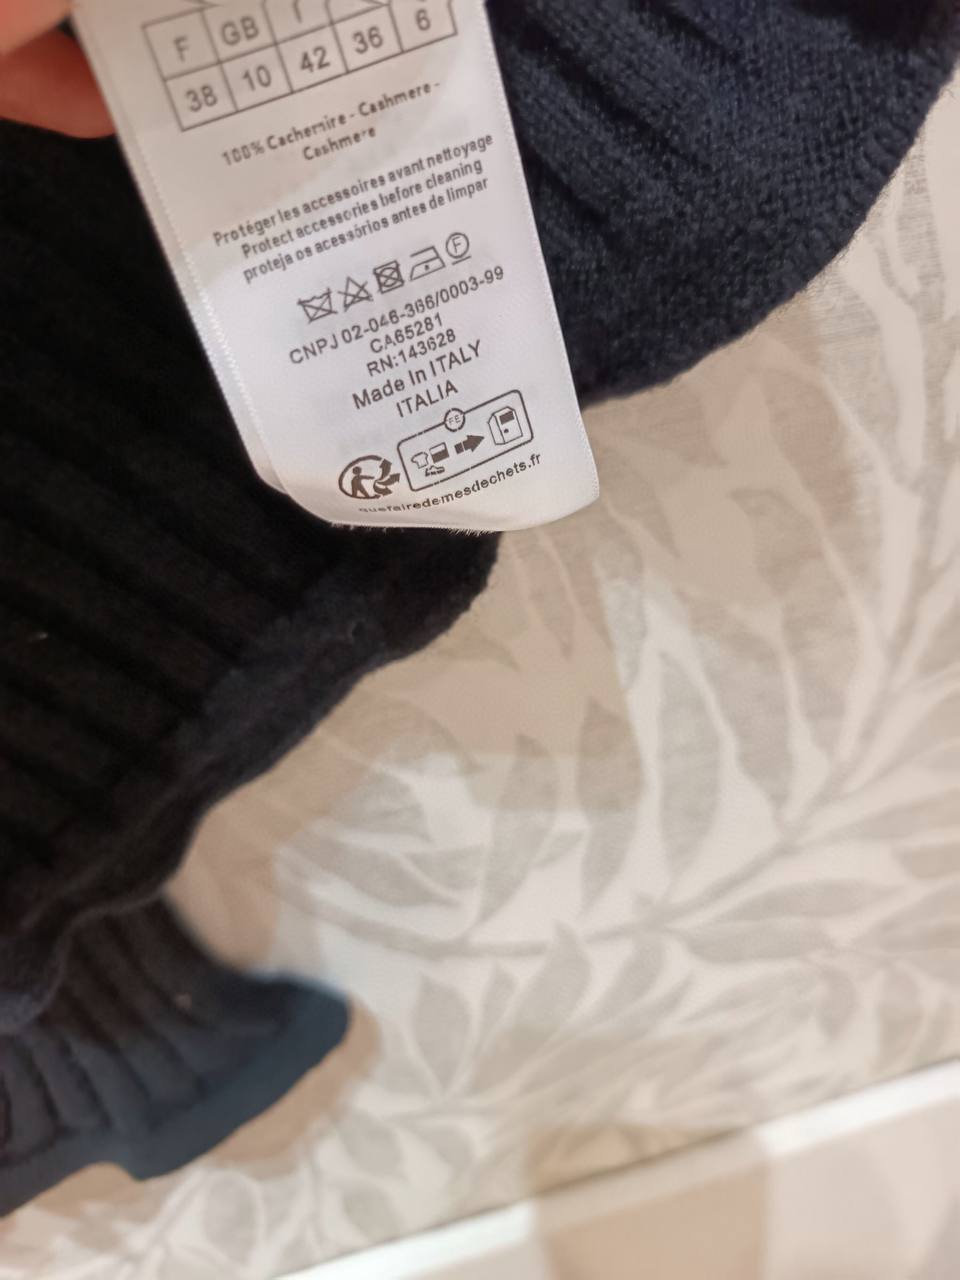 F GB I
38 10 42 36 6
100% Cachemire - Cashmere -
Cashmere
Protéger les accessoires avant nettoyage
Protect accessories before cleaning
proteja os acessórios antes de limpar
F
CNPJ 02-046-366/0003-99
CA65281
RN:143628
Made In ITALY
ITALIA
FR
quefairedemesdechets.fr